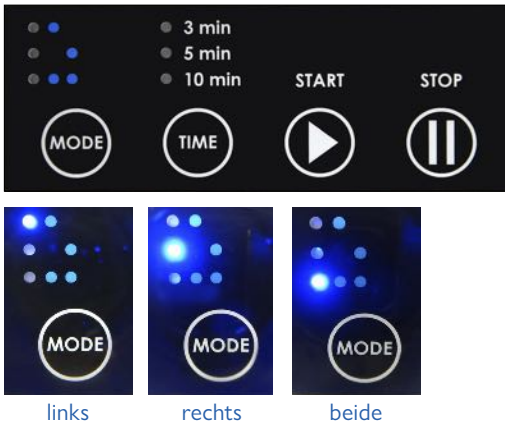 3 min
5 min
10 min
START
STOP
MODE
TIME
MODE
MODE
MODE
links
rechts
beide